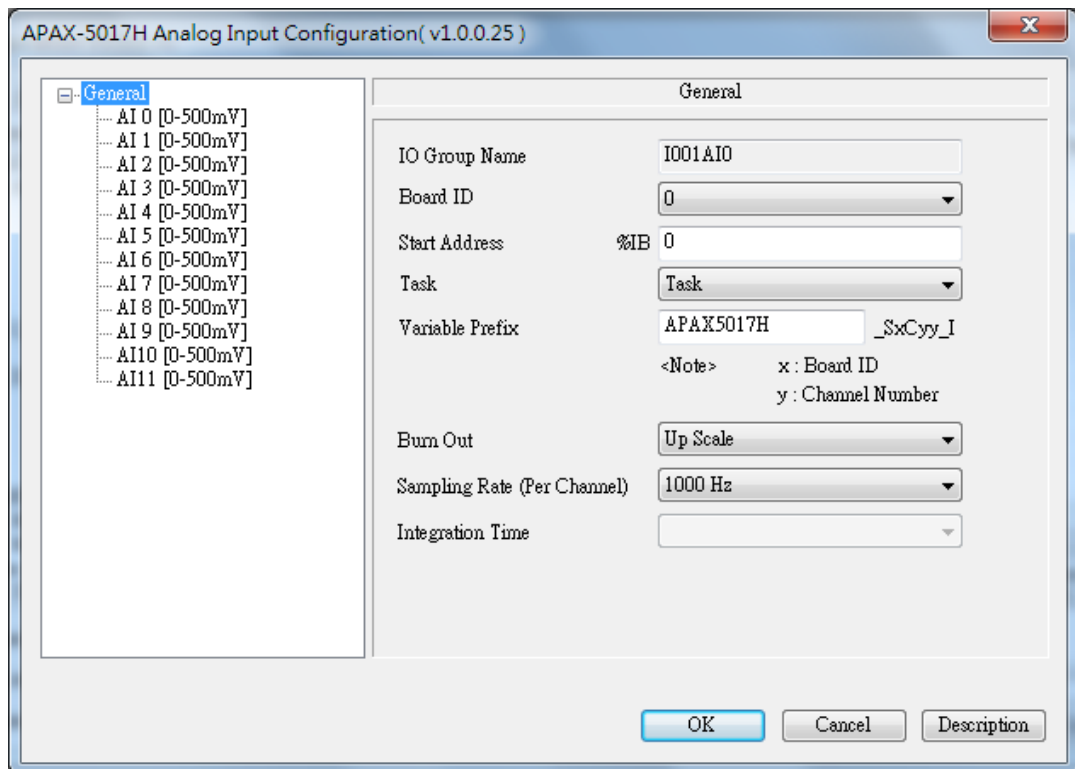 APAX-5017H Analog Input Configuration( v1.0.0.25 )
General
AI 0 [0-500mV]
AI 1 [0-500mV]
AI 2 [0-500mV]
AI 3 [0-500mV]
AI 4 [0-500mV]
AI 5 [0-500mV]
AI 6 [0-500mV]
AI 7 [0-500mV]
AI 8 [0-500mV]
AI 9 [0-500mV]
AI10 [0-500mV]
AI11 [0-500mV]
General
IO Group Name I001AI0
Board ID 0
Start Address %IB 0
Task Task
Variable Prefix APAX5017H _SxCyy_I
<Note> x : Board ID
y : Channel Number
Burn Out Up Scale
Sampling Rate (Per Channel) 1000 Hz
Integration Time
OK Cancel Description